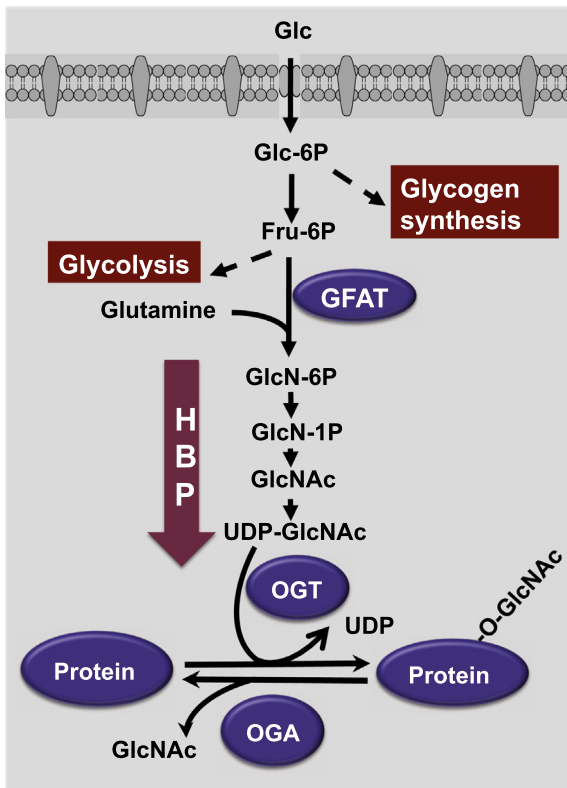 Glc
Glc-6P
Glycogen
synthesis
Fru-6P
Glycolysis
GFAT
Glutamine
GlcN-6P
H
B
P
GlcN-1P
GlcNAc
UDP-GlcNAc
OGT
UDP
-O-GlcNAc
Protein
Protein
OGA
GlcNAc